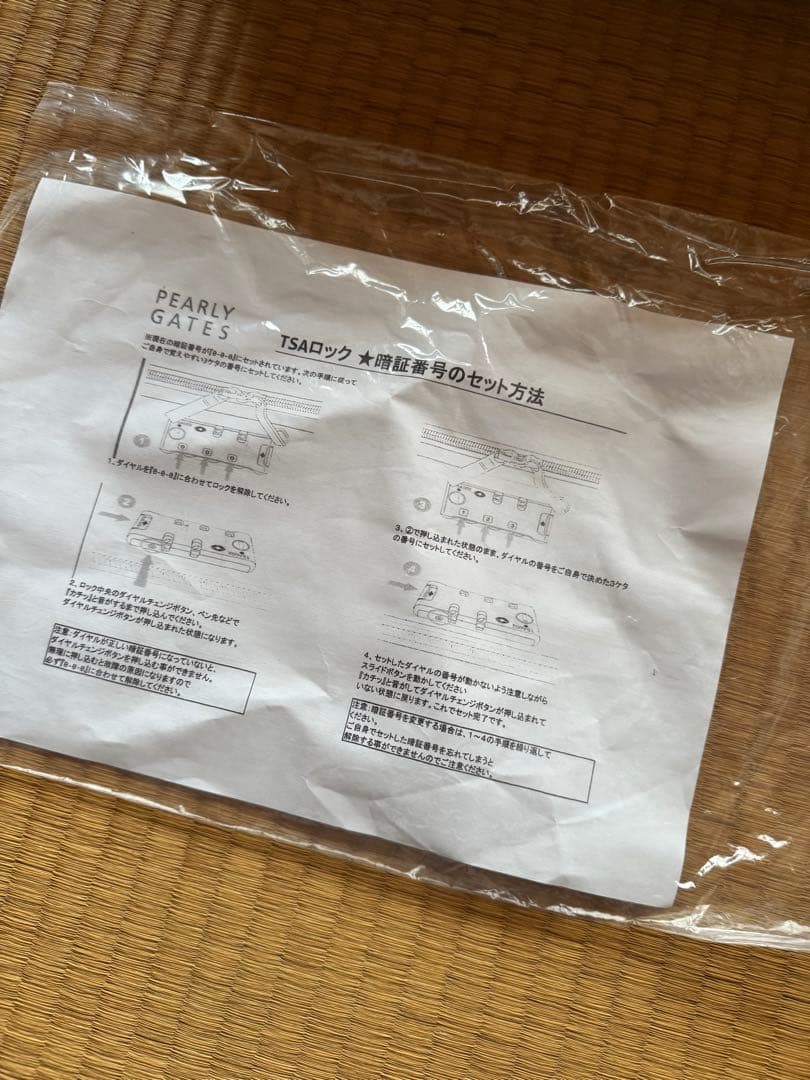 PEARLY
GATES
TSAロック ★暗証番号のセット方法
※現在の暗証番号が『0-0-0』にセットされています。次の手順に従って
ご自身で覚えやすい3ケタの番号にセットしてください。
1
1、ダイヤルを『0-0-0』に合わせてロックを解除してください。
2
2、ロック中央のダイヤルチェンジボタン、ペン先などで
『カチッ』と音がするまで押し込んでください。
ダイヤルチェンジボタンが押し込まれた状態になります。
注意:ダイヤルが正しい暗証番号になっていないと、
ダイヤルチェンジボタンを押し込む事ができません。
無理に押し込むと故障の原因になりますので
必ず『0-0-0』に合わせて解除してください。
3
1 2 3
3、②で押し込まれた状態のまま、ダイヤルの番号をご自身で決めた3ケタ
の番号にセットしてください。
4
4、セットしたダイヤルの番号が動かないよう注意しながら
スライドボタンを動かしてください
『カチッ』と音がしてダイヤルチェンジボタンが押し込まれて
いない状態に戻ります。これでセット完了です。
注意:暗証番号を変更する場合は、1～4の手順を繰り返して
ください。
ご自身でセットした暗証番号を忘れてしまうと
解除する事ができませんのでご注意ください。